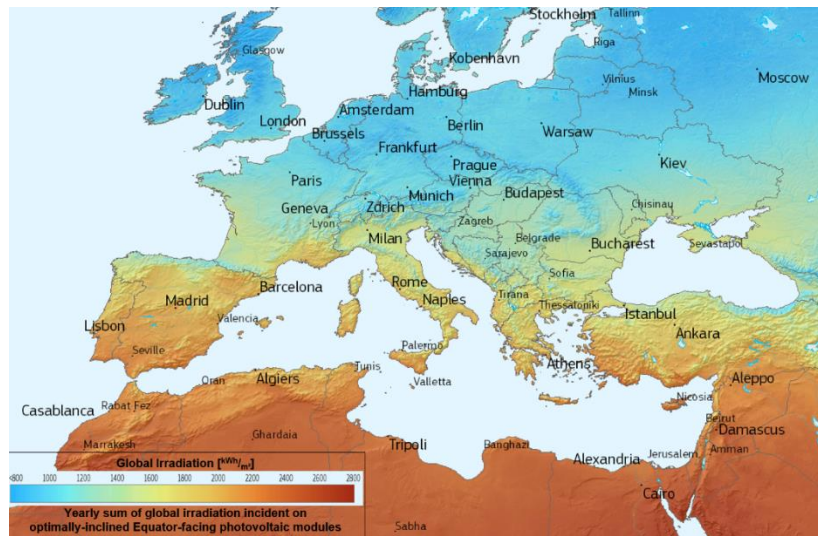 Stockholm Tallinn
Glasgow
Riga
Kobenhavn
Vilnius
Moscow
Dublin
Hamburg
Minsk
Amsterdam
London
Berlin
Warsaw
Brussels
Frankfurt
Kiev
Prague
Paris
Vienna
Munich
Budapest
Geneva
Zdrich
Chisinau
Lyon
Zagreb
Milan
Belgrade
Bucharest
Sevastapol
Sarajevo
Sofia
Rome
Barcelona
Tirana
Madrid
Naples
Thessaloniki
Istanbul
Lisbon
Valencia
Ankara
Palermo
Seville
Tunis
Athens
Oran
Algiers
Valletta
Aleppo
Nicosia
Casablanca
Rabat Fez
Beirut
Damascus
Ghardaia
Marrakesh
Tripoli
Banghazi
Alexandria
Jerusalem
Amman
Global Irradiation [kWh/m²]
<800 1000 1200 1400 1600 1800 2000 2200 2400 2600 2800
Cairo
Yearly sum of global irradiation incident on
optimally-inclined Equator-facing photovoltaic modules
Sabha